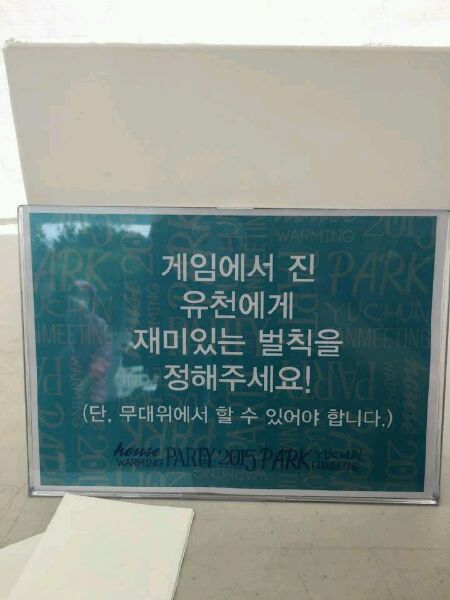 게임에서 진
유천에게
재미있는 벌칙을
정해주세요!
(단, 무대위에서 할 수 있어야 합니다.)
house WARMING PARTY 2015 PARK YUCHUN FANMEETING